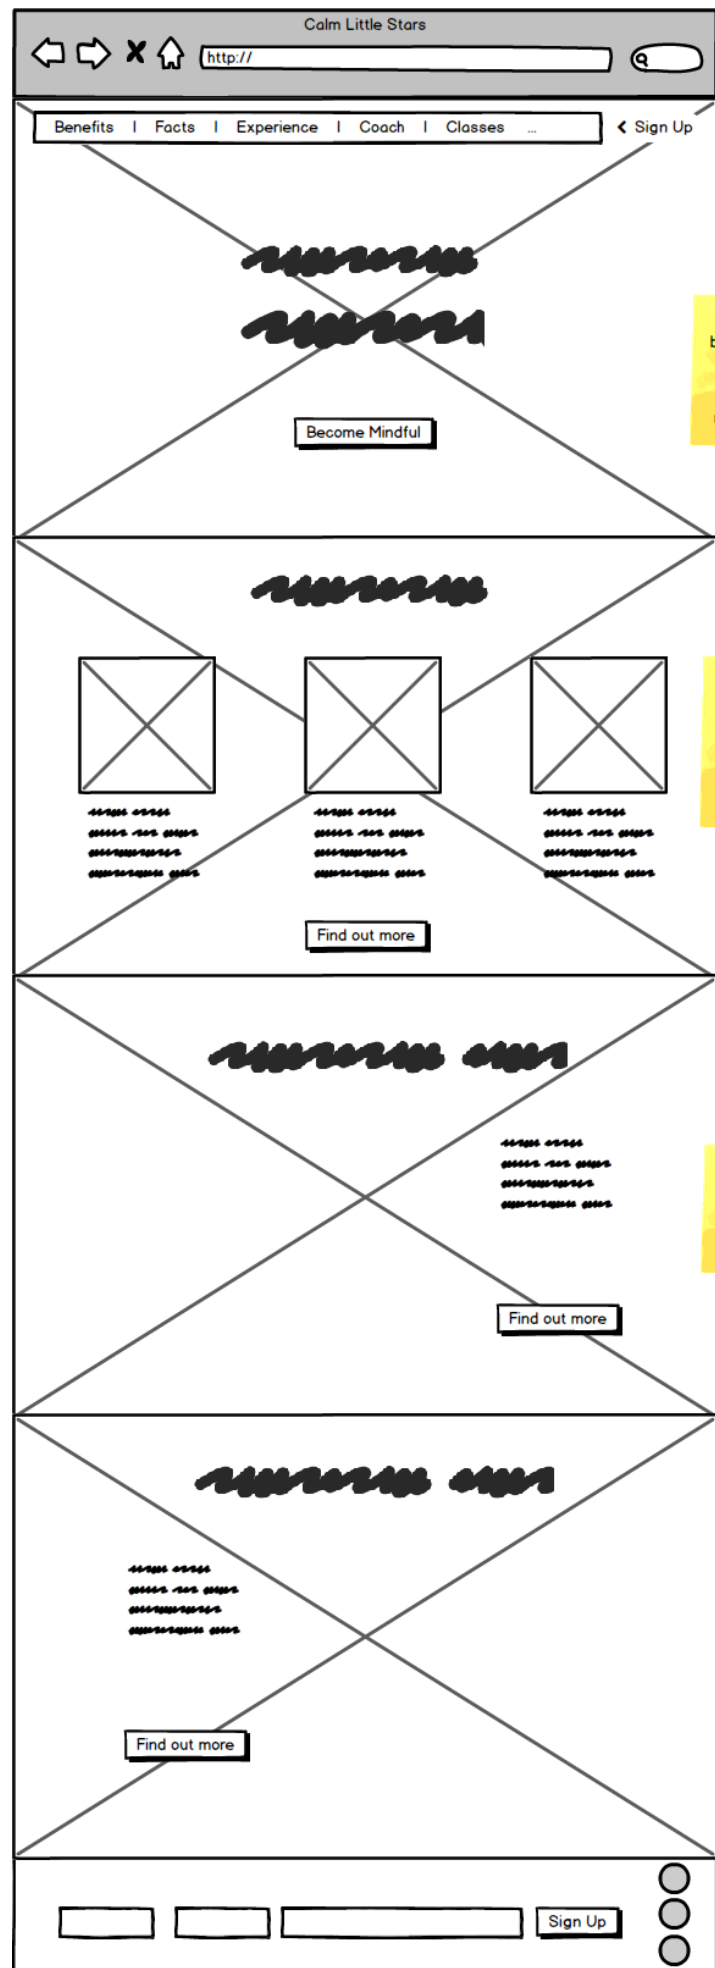 Calm Little Stars
http://
Benefits | Facts | Experience | Coach | Classes ...
Sign Up
Become Mindful
Find out more
Find out more
Find out more
Sign Up